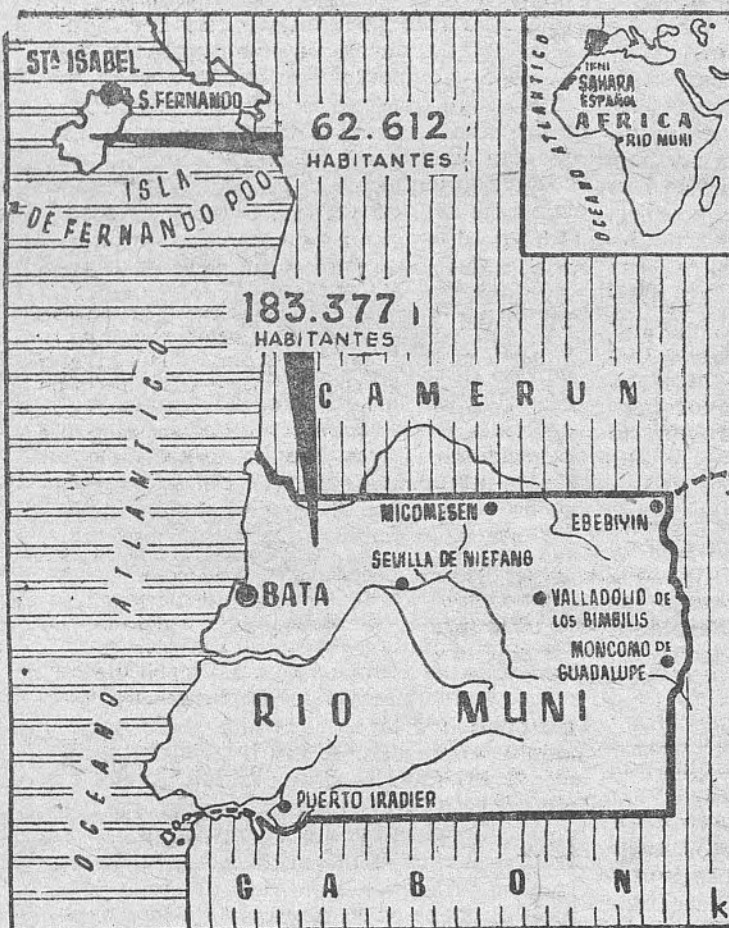 STª ISABEL
S. FERNANDO
ISLA
DE FERNANDO POO
62.612
HABITANTES
OCEANO ATLANTICO
IFNI
SAHARA
ESPAÑOL
AFRICA
RIO MUNI
183.377
HABITANTES
CAMERUN
OCEANO ATLANTICO
MICOMESEN
EBEBIYIN
SEVILLA DE NIEFANG
BATA
VALLADOLID DE
LOS BIMBILIS
MONCOMO DE
GUADALUPE
RIO MUNI
PUERTO IRADIER
GABON
k